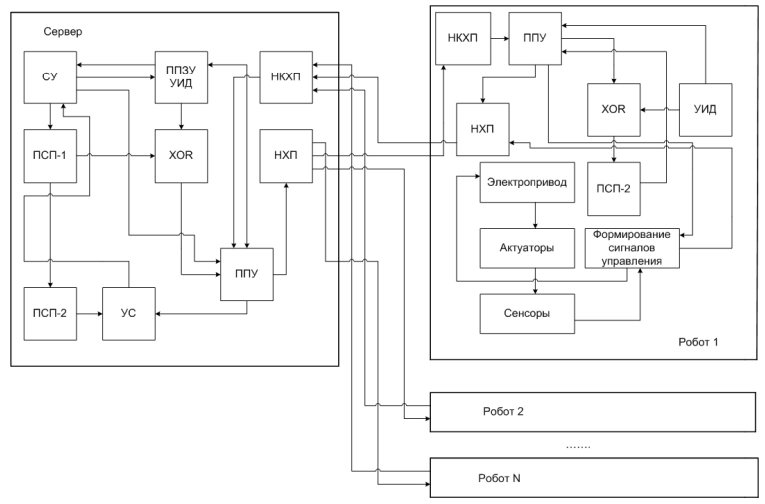 Сервер
СУ
ППЗУ
УИД
НКХП
ПСП-1
XOR
НХП
ППУ
ПСП-2
УС
НКХП
ППУ
XOR
УИД
НХП
Электропривод
ПСП-2
Актуаторы
Формирование
сигналов
управления
Сенсоры
Робот 1
Робот 2
.......
Робот N